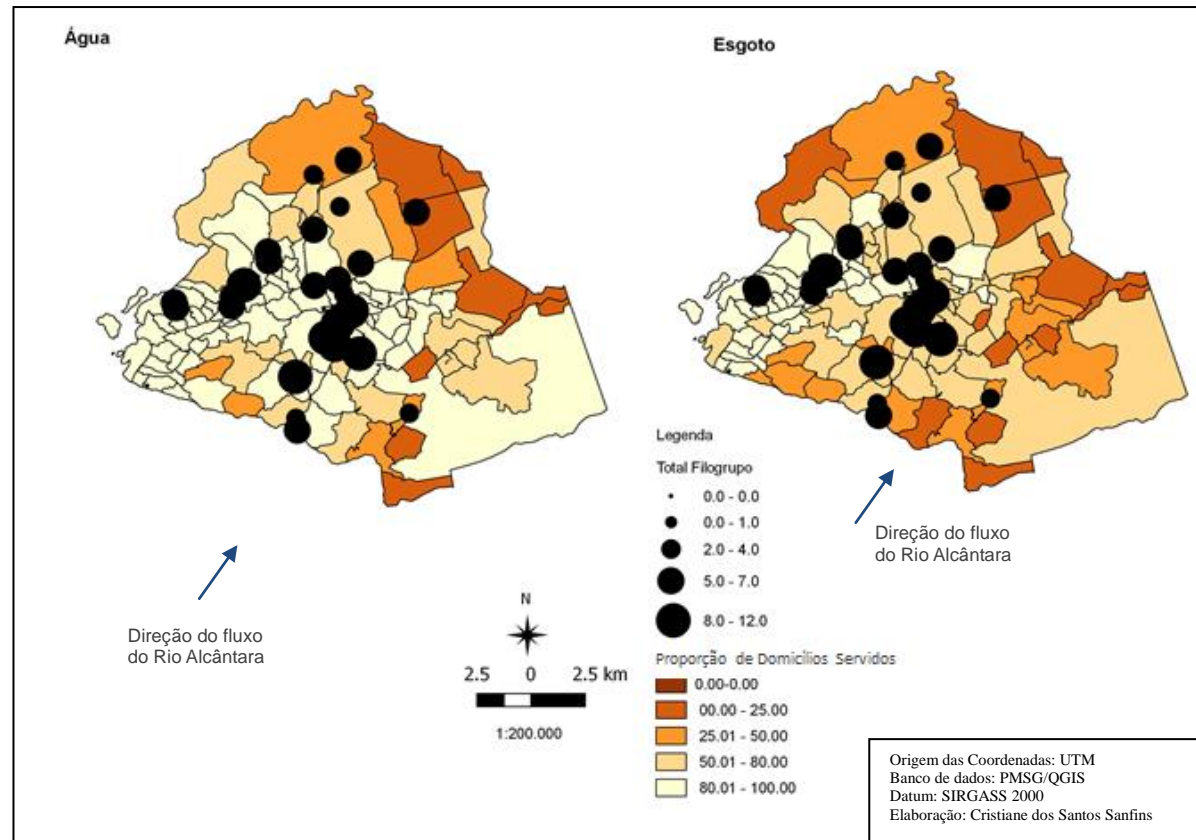 Água
Esgoto
Direção do fluxo
do Rio Alcântara
N
2.5 0 2.5 km
1:200.000
Legenda
Total Filogrupo
0.0 - 0.0
0.0 - 1.0
2.0 - 4.0
5.0 - 7.0
8.0 - 12.0
Proporção de Domicílios Servidos
0.00-0.00
00.00 - 25.00
25.01 - 50.00
50.01 - 80.00
80.01 - 100.00
Direção do fluxo
do Rio Alcântara
Origem das Coordenadas: UTM
Banco de dados: PMSG/QGIS
Datum: SIRGASS 2000
Elaboração: Cristiane dos Santos Sanfins